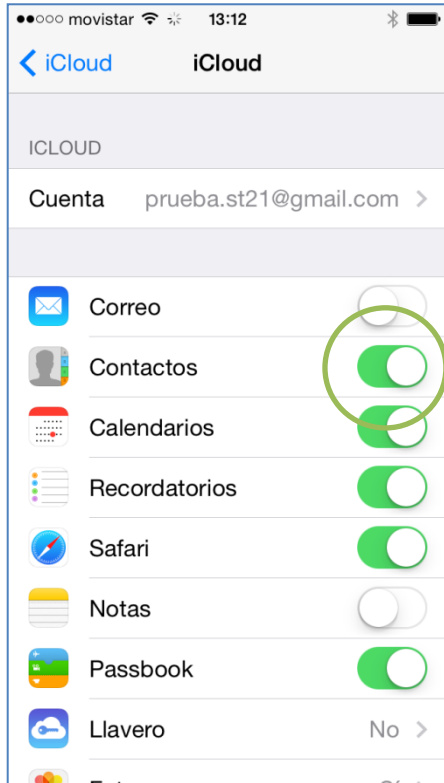 movistar 13:12
iCloud iCloud
ICLOUD
Cuenta prueba.st21@gmail.com
Correo
Contactos
Calendarios
Recordatorios
Safari
Notas
Passbook
Llavero No